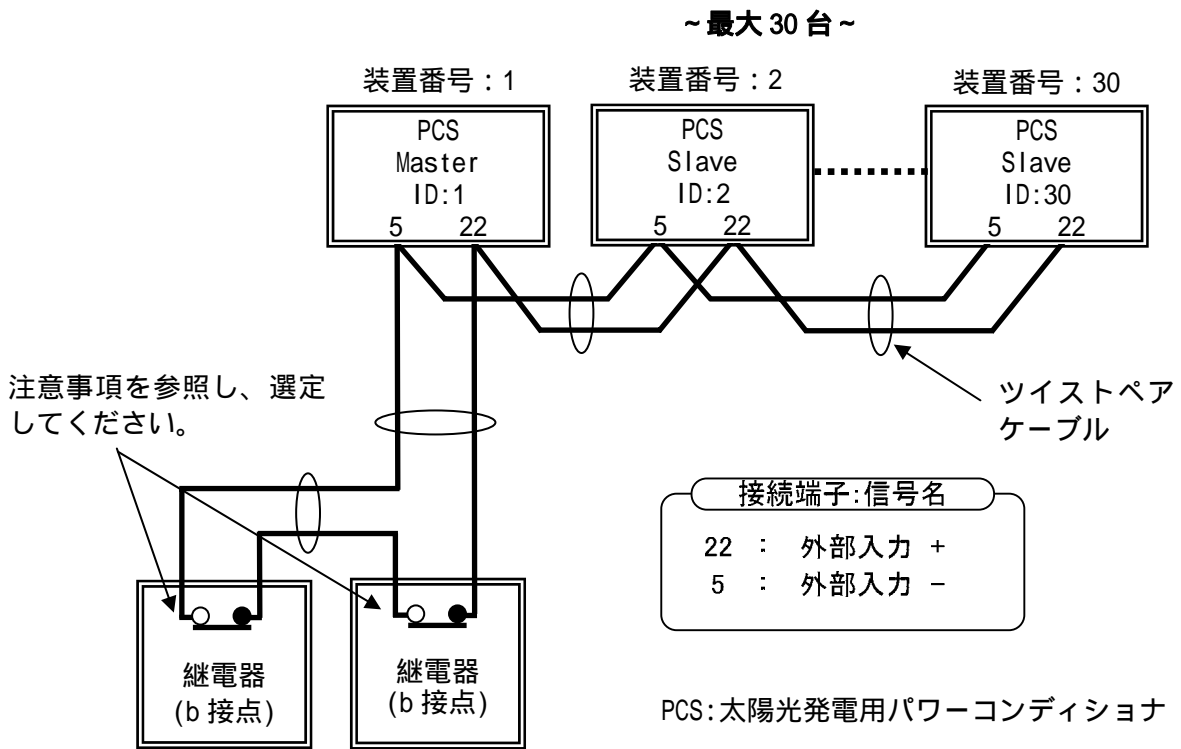 ~最大 30 台~
装置番号：1
装置番号：2
装置番号：30
PCS
Master
ID:1
5 22
PCS
Slave
ID:2
5 22
PCS
Slave
ID:30
5 22
注意事項を参照し、選定
してください。
ツイストペア
ケーブル
接続端子:信号名
22 : 外部入力 +
5 : 外部入力 -
継電器
(b 接点)
継電器
(b 接点)
PCS:太陽光発電用パワーコンディショナ